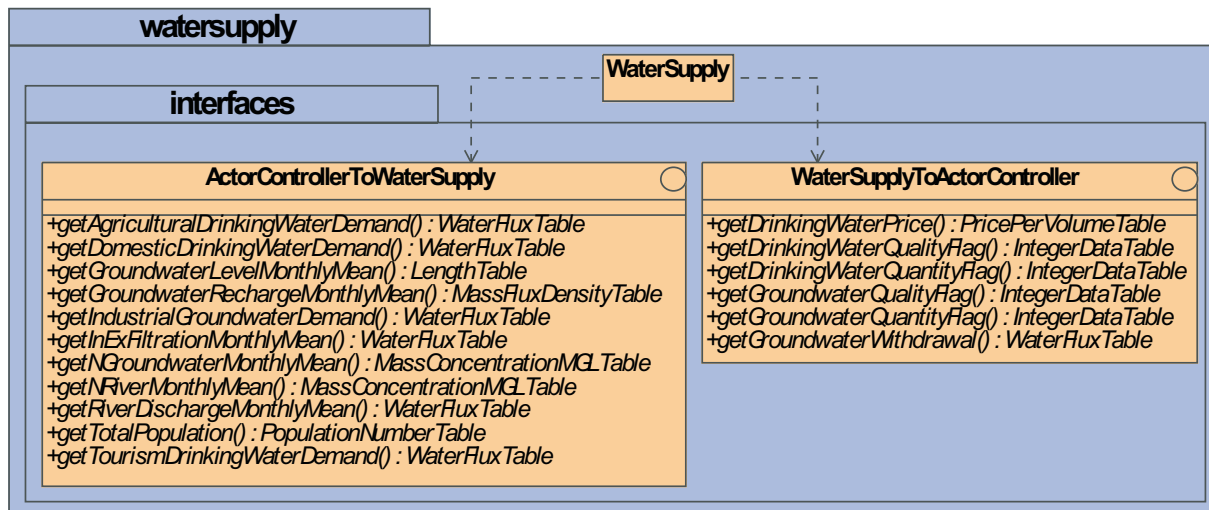 watersupply
WaterSupply
interfaces
ActorControllerToWaterSupply
+getAgriculturalDrinkingWaterDemand() : WaterFluxTable
+getDomesticDrinkingWaterDemand() : WaterFluxTable
+getGroundwaterLevelMonthlyMean() : LengthTable
+getGroundwaterRechargeMonthlyMean() : MassFluxDensityTable
+getIndustrialGroundwaterDemand() : WaterFluxTable
+getInExFiltrationMonthlyMean() : WaterFluxTable
+getNGroundwaterMonthlyMean() : MassConcentrationMGLTable
+getNRiverMonthlyMean() : MassConcentrationMGLTable
+getRiverDischargeMonthlyMean() : WaterFluxTable
+getTotalPopulation() : PopulationNumberTable
+getTourismDrinkingWaterDemand() : WaterFluxTable
WaterSupplyToActorController
+getDrinkingWaterPrice() : PricePerVolumeTable
+getDrinkingWaterQualityFlag() : IntegerDataTable
+getDrinkingWaterQuantityFlag() : IntegerDataTable
+getGroundwaterQualityFlag() : IntegerDataTable
+getGroundwaterQuantityFlag() : IntegerDataTable
+getGroundwaterWithdrawal() : WaterFluxTable